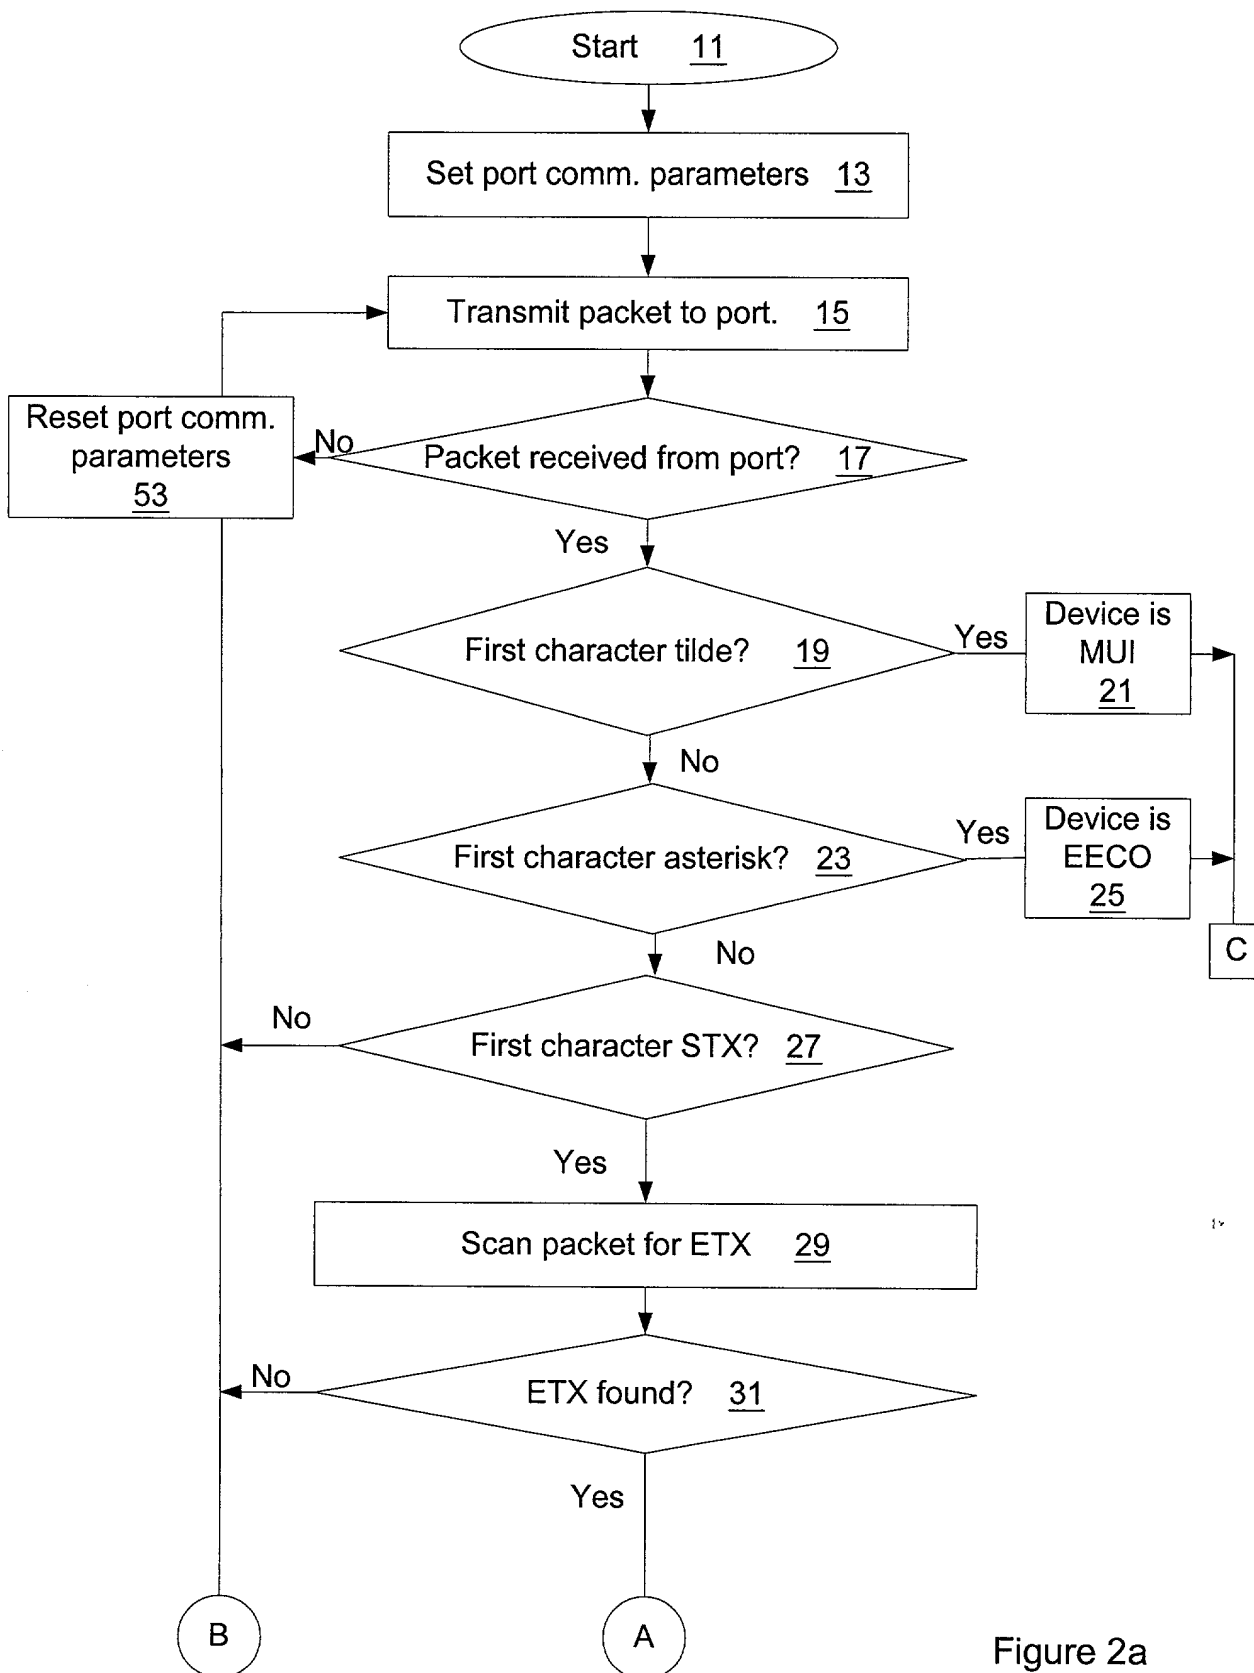 Start 11
Set port comm. parameters 13
Transmit packet to port. 15
Reset port comm.
parameters
53
No
Packet received from port? 17
Yes
First character tilde? 19
Yes
Device is
MUI
21
No
First character asterisk? 23
Yes
Device is
EECO
25
C
No
First character STX? 27
No
Yes
Scan packet for ETX 29
ETX found? 31
No
Yes
B
A
Figure 2a